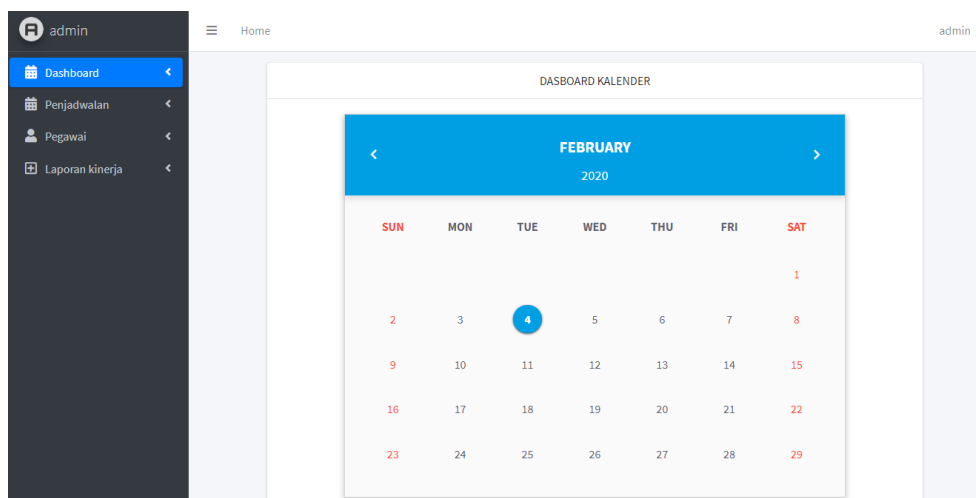 admin
Home
admin
Dashboard
Penjadwalan
Pegawai
Laporan kinerja
DASBOARD KALENDER
FEBRUARY
2020
SUN MON TUE WED THU FRI SAT
1
2 3 4 5 6 7 8
9 10 11 12 13 14 15
16 17 18 19 20 21 22
23 24 25 26 27 28 29